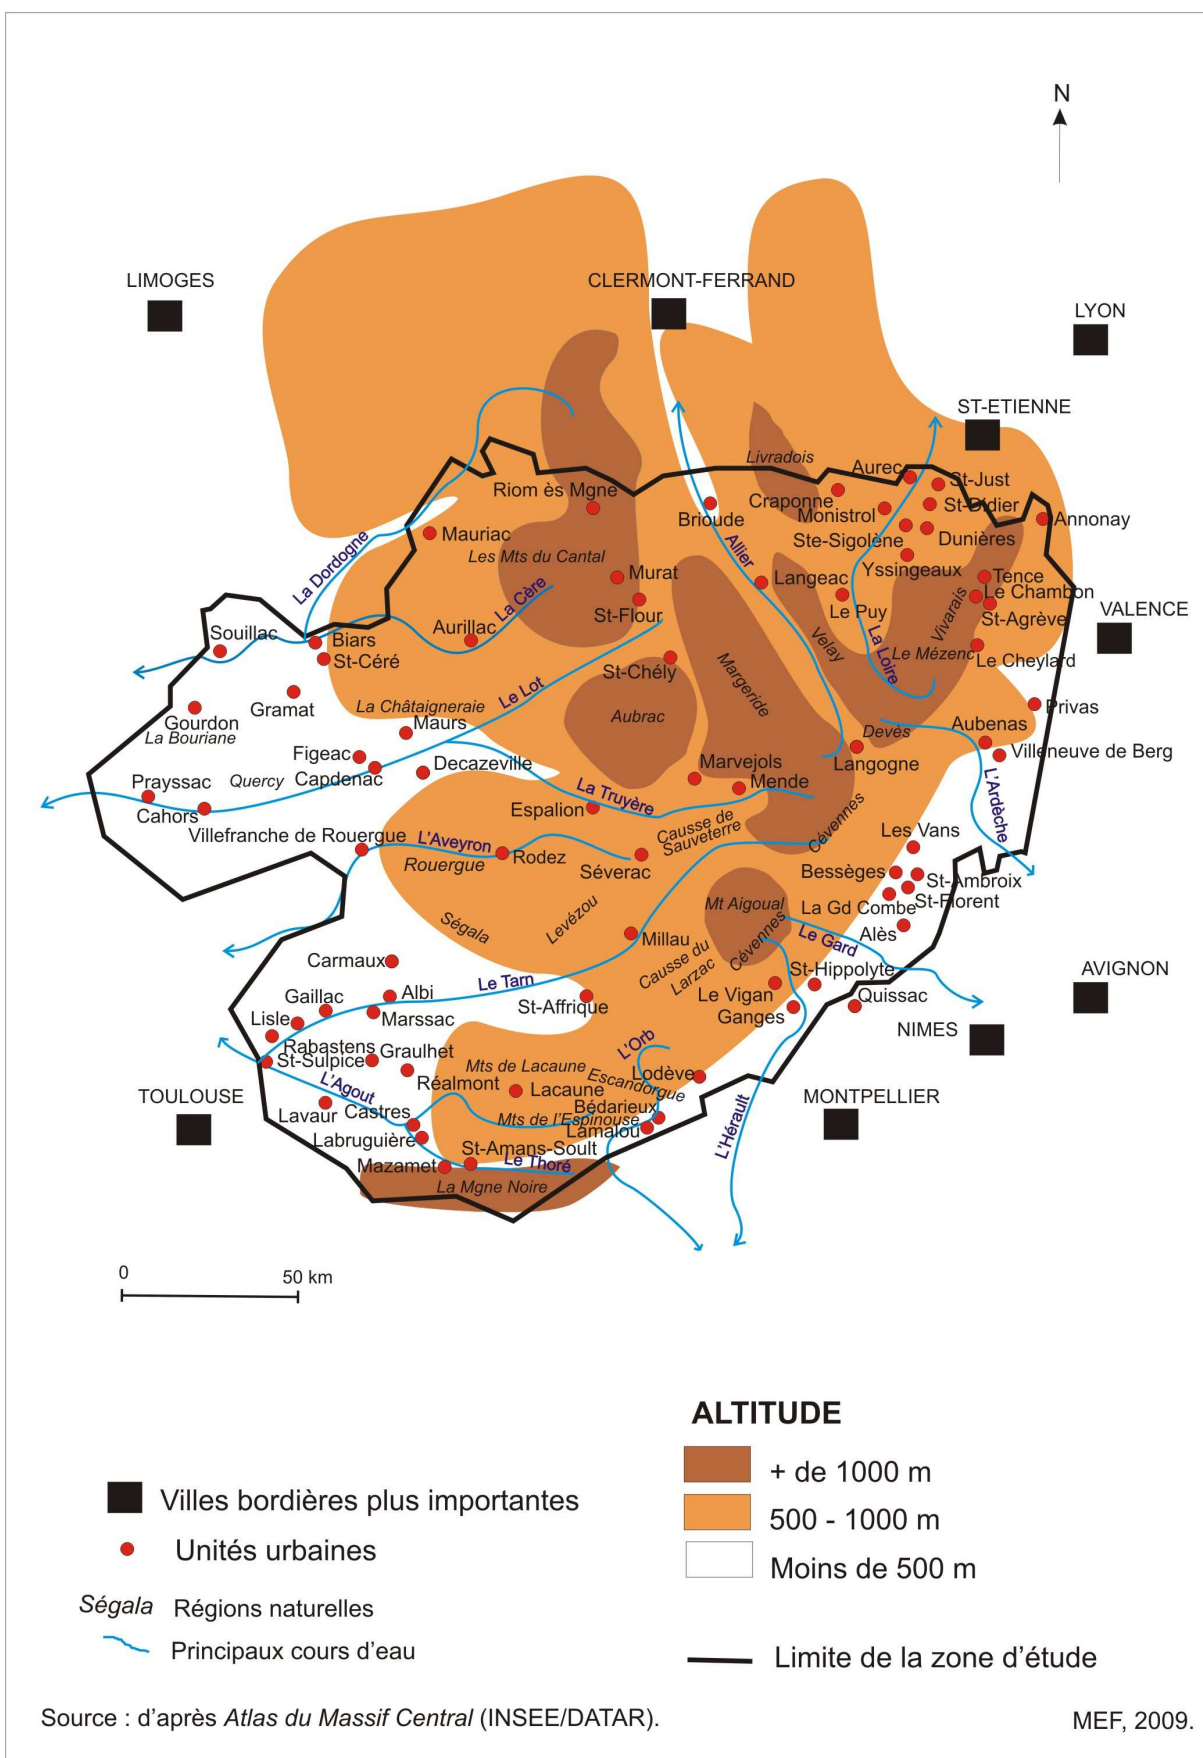 N
LIMOGES
CLERMONT-FERRAND
LYON
ST-ETIENNE
Livradois
Aurec
St-Just
Riom ès Mgne
Craponne
St-Didier
Brioude
Monistrol
Annonay
Mauriac
Ste-Sigolène
Dunières
La Dordogne
Les Mts du Cantal
Allier
Yssingeaux
Murat
Langeac
Tence
La Cère
Le Chambon
St-Flour
Le Puy
St-Agrève
VALENCE
Vivarais
Souillac
Biars
Aurillac
Velay
La Loire
Le Mézenc
Le Cheylard
St-Céré
St-Chély
Margeride
Le Lot
Gramat
La Châtaigneraie
Privas
Gourdon
Maurs
Aubrac
Devès
Aubenas
La Bouriane
Villeneuve de Berg
Figeac
Decazeville
Marvejols
Langogne
Prayssac
Quercy
Capdenac
Mende
L'Ardèche
La Truyère
Cahors
Espalion
Causse de
Sauveterre
Cévennes
Villefranche de Rouergue
L'Aveyron
Les Vans
Rouergue
Rodez
Séverac
Bessèges
St-Ambroix
Mt Aigoual
La Gd Combe
St-Florent
Ségala
Levézou
Millau
Cévennes
Le Gard
Alès
Causse du
Larzac
Carmaux
St-Hippolyte
AVIGNON
Le Tarn
Gaillac
Albi
St-Affrique
Le Vigan
Quissac
Lisle
Marssac
Ganges
NIMES
Rabastens
St-Sulpice
Graulhet
L'Orb
Mts de Lacaune
Lodève
Réalmont
Lacaune
Escandorgue
TOULOUSE
L'Agout
MONTPELLIER
Lavaur
Castres
Bédarieux
Mts de l'Espinouse
Lamalou
L'Hérault
Labruguière
St-Amans-Soult
Mazamet
Le Thoré
La Mgne Noire
0
50 km
ALTITUDE
+ de 1000 m
500 - 1000 m
Moins de 500 m
Villes bordières plus importantes
Unités urbaines
Ségala Régions naturelles
Principaux cours d'eau
Limite de la zone d'étude
Source : d'après Atlas du Massif Central (INSEE/DATAR).
MEF, 2009.